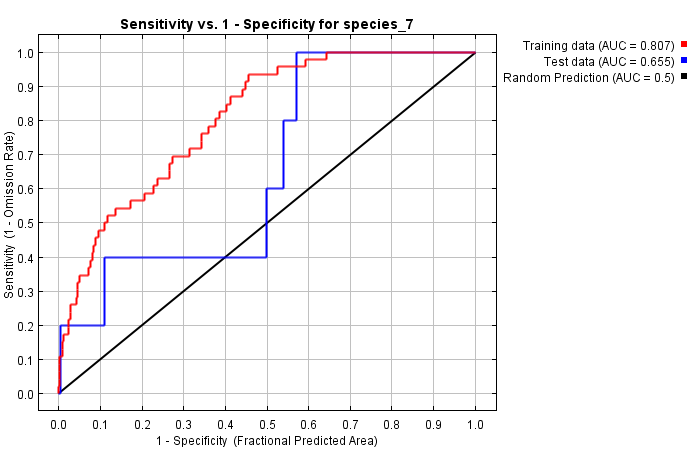 Sensitivity vs. 1 - Specificity for species_7
Training data (AUC = 0.807)
Test data (AUC = 0.655)
Random Prediction (AUC = 0.5)
Sensitivity (1 - Omission Rate)
1.0
0.9
0.8
0.7
0.6
0.5
0.4
0.3
0.2
0.1
0.0
0.0 0.1 0.2 0.3 0.4 0.5 0.6 0.7 0.8 0.9 1.0
1 - Specificity (Fractional Predicted Area)